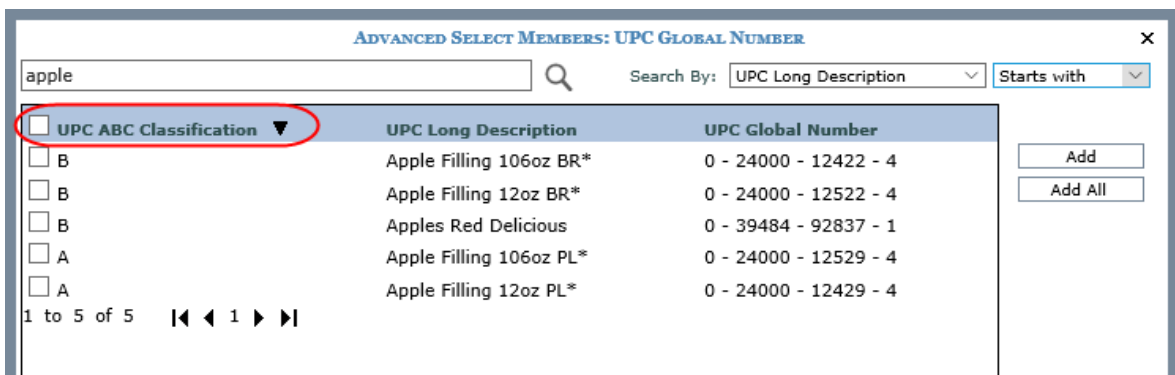 ADVANCED SELECT MEMBERS: UPC GLOBAL NUMBER
apple Search By: UPC Long Description Starts with
UPC ABC Classification ▼ UPC Long Description UPC Global Number
B Apple Filling 106oz BR* 0 - 24000 - 12422 - 4 Add
B Apple Filling 12oz BR* 0 - 24000 - 12522 - 4 Add All
B Apples Red Delicious 0 - 39484 - 92837 - 1
A Apple Filling 106oz PL* 0 - 24000 - 12529 - 4
A Apple Filling 12oz PL* 0 - 24000 - 12429 - 4
1 to 5 of 5 1